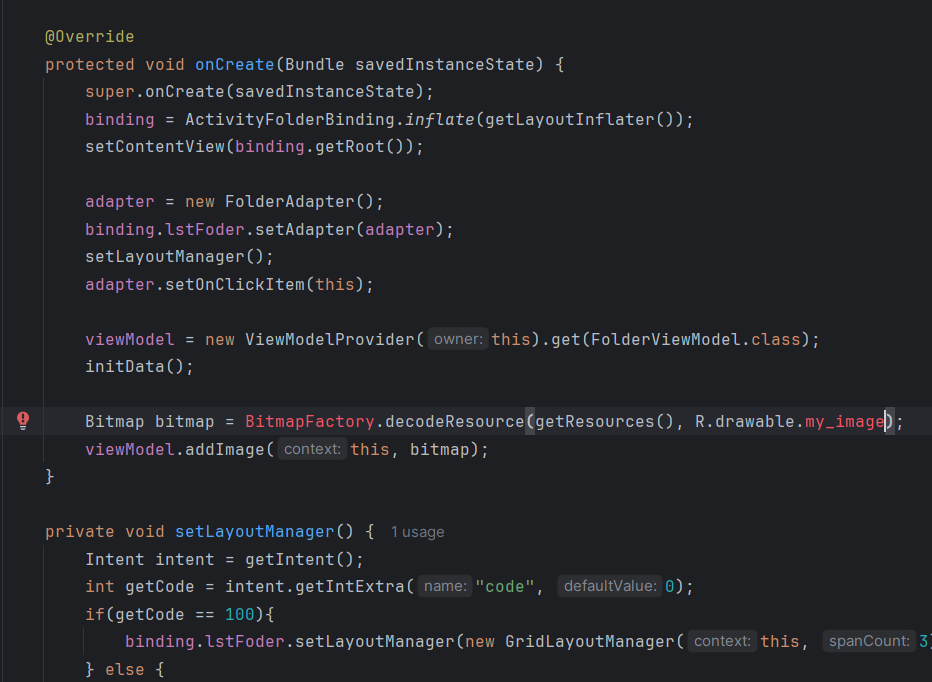 @Override
protected void onCreate(Bundle savedInstanceState) {
super.onCreate(savedInstanceState);
binding = ActivityFolderBinding.inflate(getLayoutInflater());
setContentView(binding.getRoot());
adapter = new FolderAdapter();
binding.lstFoder.setAdapter(adapter);
setLayoutManager();
adapter.setOnClickItem(this);
viewModel = new ViewModelProvider( owner: this).get(FolderViewModel.class);
initData();
Bitmap bitmap = BitmapFactory.decodeResource(getResources(), R.drawable.my_image);
viewModel.addImage( context: this, bitmap);
}
private void setLayoutManager() { 1 usage
Intent intent = getIntent();
int getCode = intent.getIntExtra( name: "code", defaultValue: 0);
if(getCode == 100){
binding.lstFoder.setLayoutManager(new GridLayoutManager( context: this, spanCount: 3)
} else {